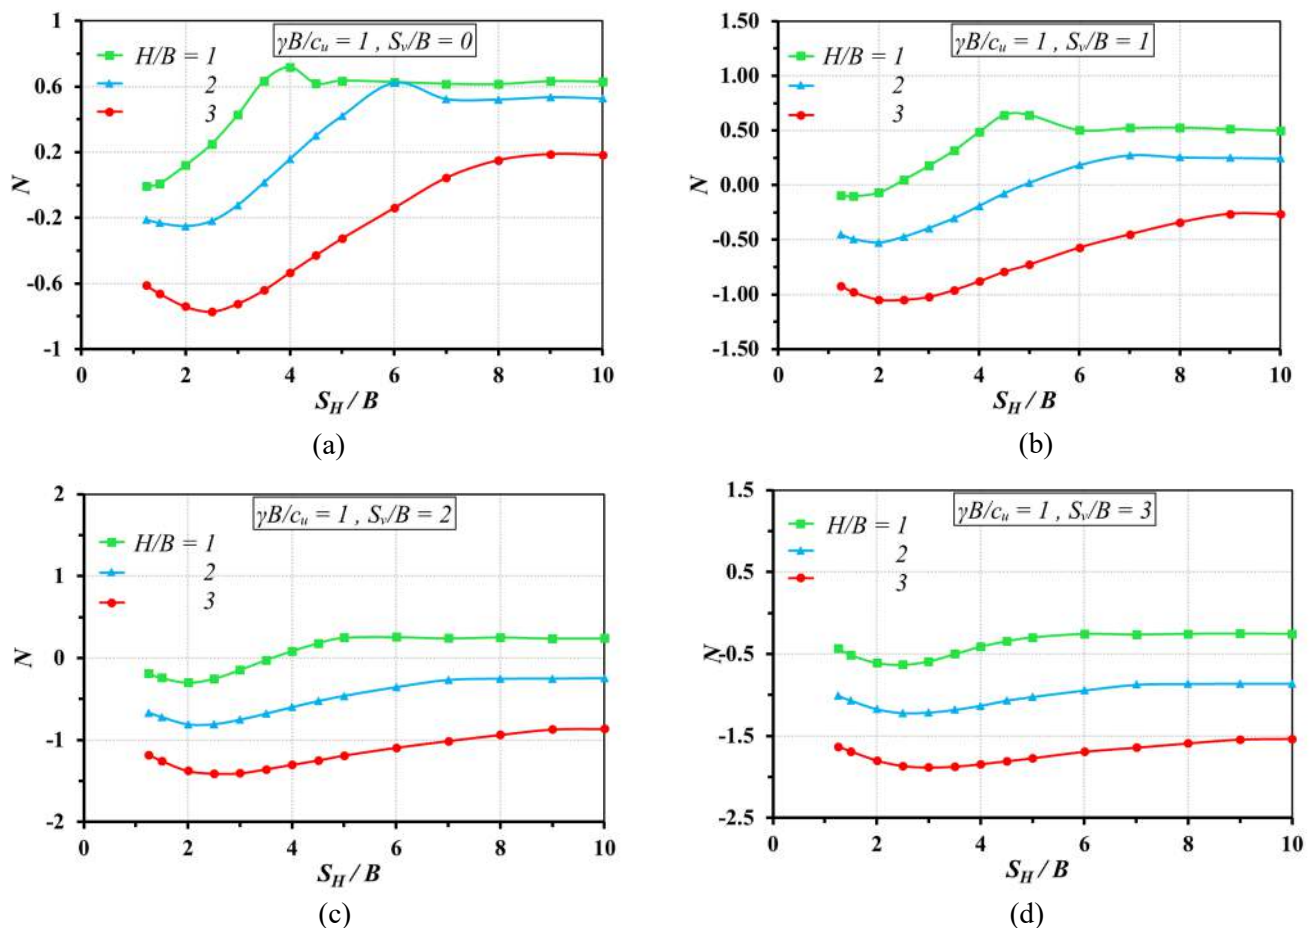 γB/cᵤ = 1 , Sᵥ/B = 0
H/B = 1
2
3
1
0.6
0.2
-0.2
-0.6
-1
N
0 2 4 6 8 10
S_H / B
(a)
γB/cᵤ = 1 , Sᵥ/B = 1
H/B = 1
2
3
1.50
1.00
0.50
0.00
-0.50
-1.00
-1.50
N
0 2 4 6 8 10
S_H / B
(b)
γB/cᵤ = 1 , Sᵥ/B = 2
H/B = 1
2
3
2
1
0
-1
-2
N
0 2 4 6 8 10
S_H / B
(c)
γB/cᵤ = 1 , Sᵥ/B = 3
H/B = 1
2
3
1.5
0.5
-0.5
-1.5
-2.5
N
0 2 4 6 8 10
S_H / B
(d)